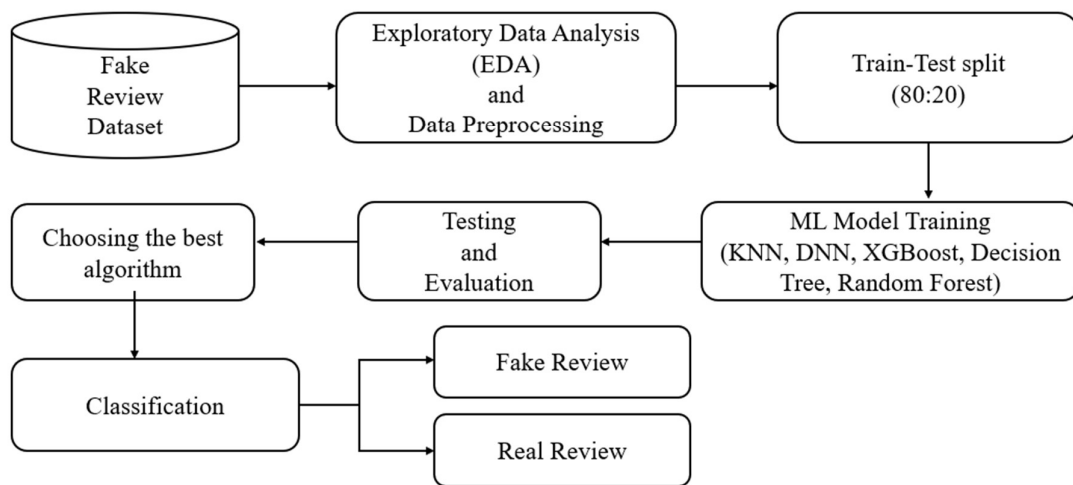 Fake
Review
Dataset
Exploratory Data Analysis
(EDA)
and
Data Preprocessing
Train-Test split
(80:20)
ML Model Training
(KNN, DNN, XGBoost, Decision
Tree, Random Forest)
Testing
and
Evaluation
Choosing the best
algorithm
Classification
Fake Review
Real Review